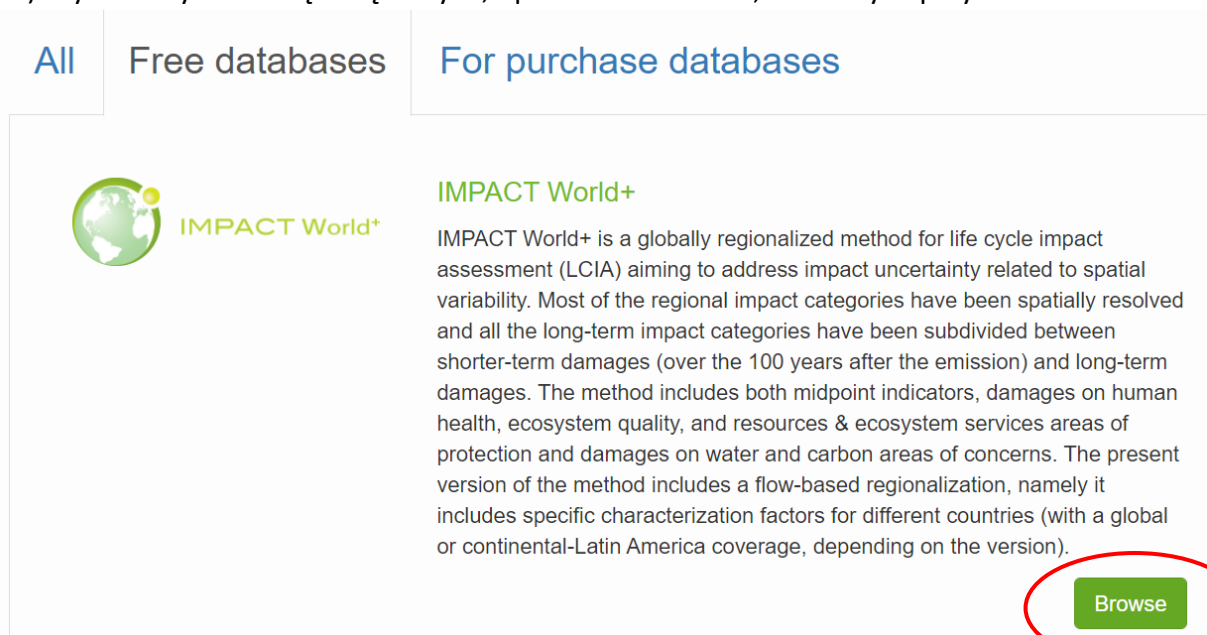 All Free databases For purchase databases
IMPACT World+
IMPACT World+
IMPACT World+ is a globally regionalized method for life cycle impact
assessment (LCIA) aiming to address impact uncertainty related to spatial
variability. Most of the regional impact categories have been spatially resolved
and all the long-term impact categories have been subdivided between
shorter-term damages (over the 100 years after the emission) and long-term
damages. The method includes both midpoint indicators, damages on human
health, ecosystem quality, and resources & ecosystem services areas of
protection and damages on water and carbon areas of concerns. The present
version of the method includes a flow-based regionalization, namely it
includes specific characterization factors for different countries (with a global
or continental-Latin America coverage, depending on the version).
Browse